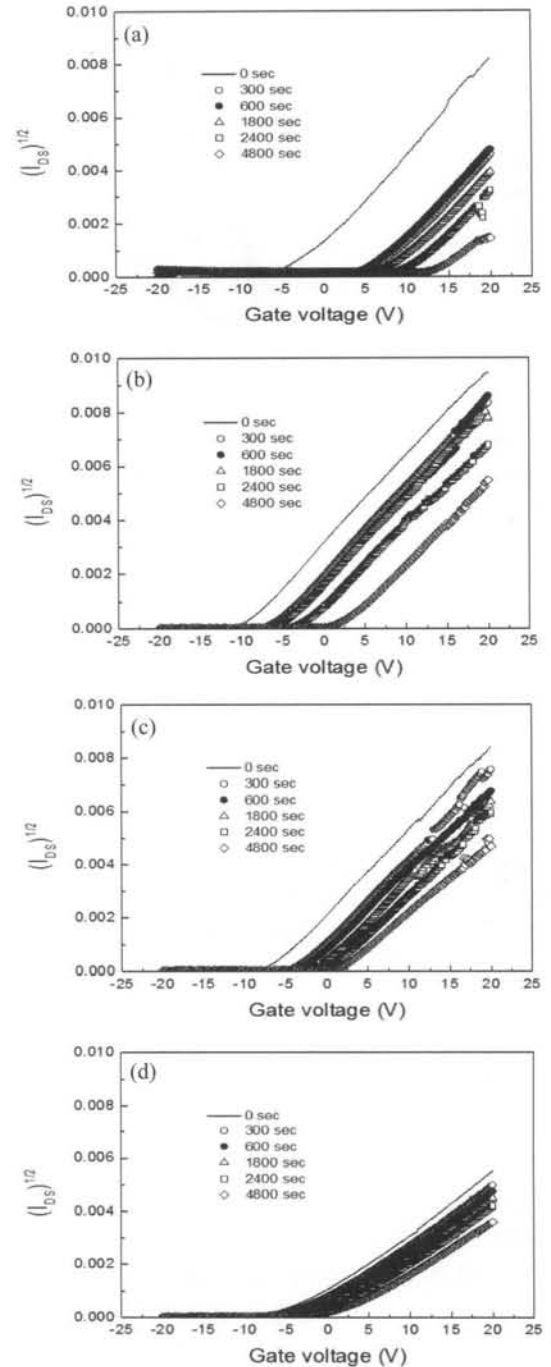 (a)
0.010
0.008
0.006
0.004
0.002
0.000
(I_DS)^1/2
0 sec
300 sec
600 sec
1800 sec
2400 sec
4800 sec
-25 -20 -15 -10 -5 0 5 10 15 20 25
Gate voltage (V)
(b)
0.010
0.008
0.006
0.004
0.002
0.000
(I_DS)^1/2
0 sec
300 sec
600 sec
1800 sec
2400 sec
4800 sec
-25 -20 -15 -10 -5 0 5 10 15 20 25
Gate voltage (V)
(c)
0.010
0.008
0.006
0.004
0.002
0.000
(I_DS)^1/2
0 sec
300 sec
600 sec
1800 sec
2400 sec
4800 sec
-25 -20 -15 -10 -5 0 5 10 15 20 25
Gate voltage (V)
(d)
0.010
0.008
0.006
0.004
0.002
0.000
(I_DS)^1/2
0 sec
300 sec
600 sec
1800 sec
2400 sec
4800 sec
-25 -20 -15 -10 -5 0 5 10 15 20 25
Gate voltage (V)